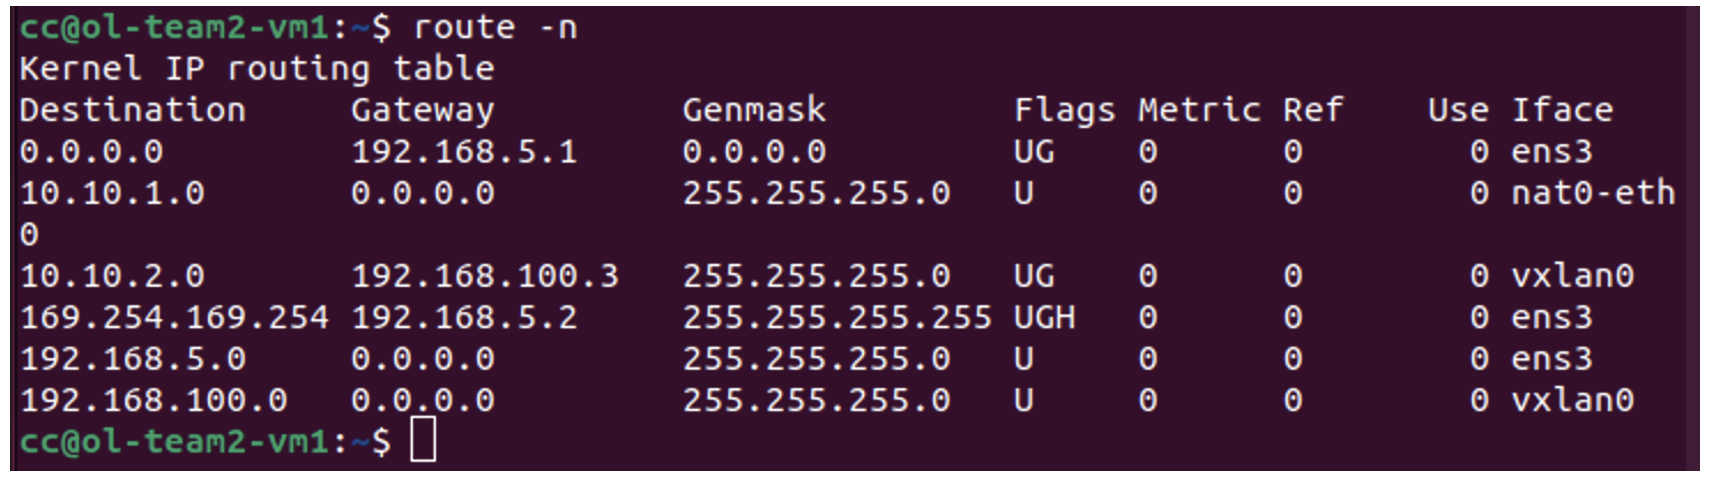 cc@ol-team2-vm1:~$ route -n
Kernel IP routing table
Destination     Gateway         Genmask         Flags Metric Ref    Use Iface
0.0.0.0         192.168.5.1     0.0.0.0         UG    0      0        0 ens3
10.10.1.0       0.0.0.0         255.255.255.0   U     0      0        0 nat0-eth
0
10.10.2.0       192.168.100.3   255.255.255.0   UG    0      0        0 vxlan0
169.254.169.254 192.168.5.2     255.255.255.255 UGH   0      0        0 ens3
192.168.5.0     0.0.0.0         255.255.255.0   U     0      0        0 ens3
192.168.100.0   0.0.0.0         255.255.255.0   U     0      0        0 vxlan0
cc@ol-team2-vm1:~$